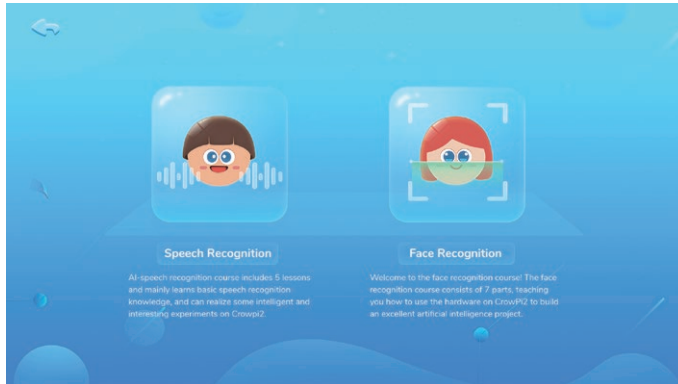 Speech Recognition
AI-speech recognition course includes 5 lessons
and mainly learns basic speech recognition
knowledge, and can realize some intelligent and
interesting experiments on Crowpi2.
Face Recognition
Welcome to the face recognition course! The face
recognition course consists of 7 parts, teaching
you how to use the hardware on CrowPi2 to build
an excellent artificial intelligence project.